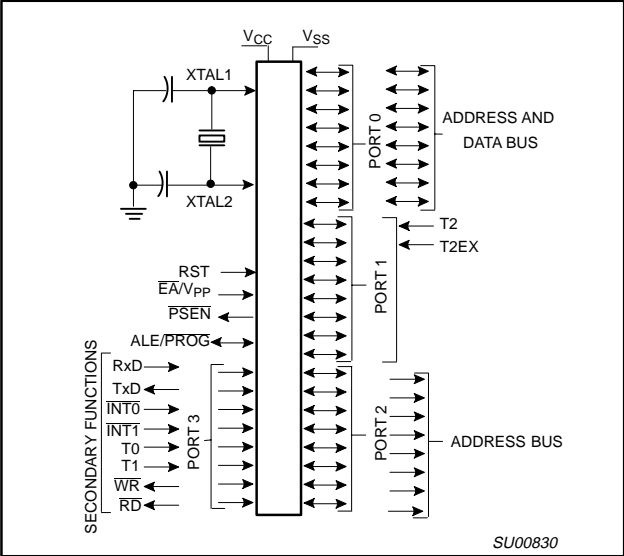 VCC VSS
XTAL1
XTAL2
PORT 0
ADDRESS AND
DATA BUS
T2
T2EX
PORT 1
RST
EA/VPP
PSEN
ALE/PROG
SECONDARY FUNCTIONS
RxD
TxD
INT0
INT1
T0
T1
WR
RD
PORT 3
PORT 2
ADDRESS BUS
SU00830